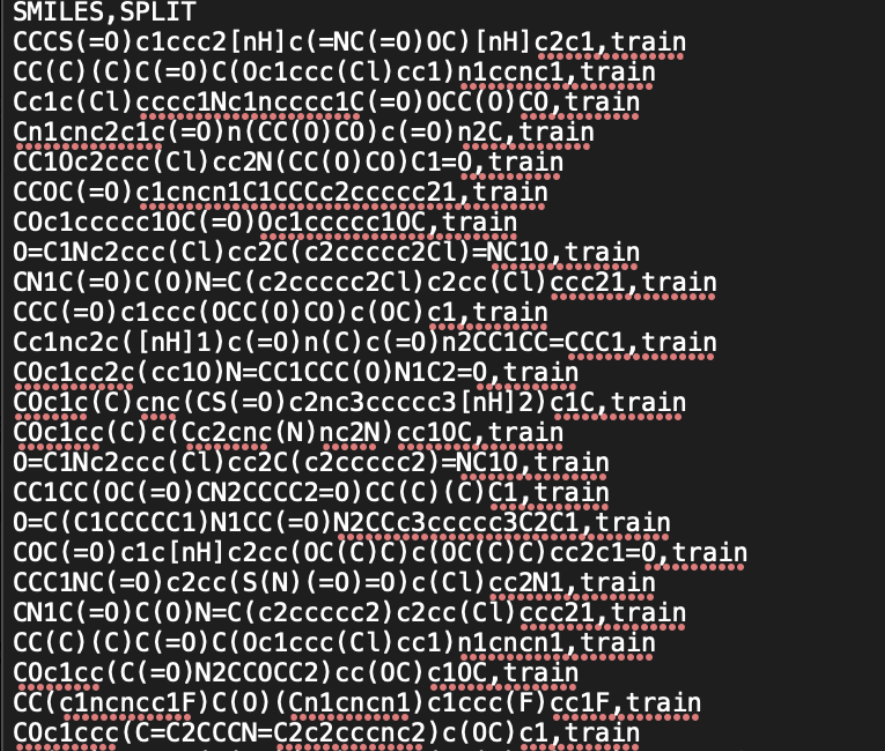 SMILES,SPLIT
CCCS(=O)c1ccc2[nH]c(=NC(=O)OC)[nH]c2c1,train
CC(C)(C)C(=O)C(Oc1ccc(Cl)cc1)n1ccnc1,train
Cc1c(Cl)cccc1Nc1ncccc1C(=O)OCC(O)CO,train
Cn1cnc2c1c(=O)n(CC(O)CO)c(=O)n2C,train
CC1Oc2ccc(Cl)cc2N(CC(O)CO)C1=O,train
CCOC(=O)c1cncn1C1CCCc2ccccc21,train
COc1ccccc1OC(=O)Oc1ccccc1OC,train
O=C1Nc2ccc(Cl)cc2C(c2ccccc2Cl)=NC1O,train
CN1C(=O)C(O)N=C(c2ccccc2Cl)c2cc(Cl)ccc21,train
CCC(=O)c1ccc(OCC(O)CO)c(OC)c1,train
Cc1nc2c([nH]1)c(=O)n(C)c(=O)n2CC1CC=CCC1,train
COc1cc2c(cc1O)N=CC1CCC(O)N1C2=O,train
COc1c(C)cnc(CS(=O)c2nc3ccccc3[nH]2)c1C,train
COc1cc(C)c(Cc2cnc(N)nc2N)cc1OC,train
O=C1Nc2ccc(Cl)cc2C(c2ccccc2)=NC1O,train
CC1CC(OC(=O)CN2CCCC2=O)CC(C)(C)C1,train
O=C(C1CCCCC1)N1CC(=O)N2CCc3ccccc3C2C1,train
COC(=O)c1c[nH]c2cc(OC(C)C)c(OC(C)C)cc2c1=O,train
CCC1NC(=O)c2cc(S(N)(=O)=O)c(Cl)cc2N1,train
CN1C(=O)C(O)N=C(c2ccccc2)c2cc(Cl)ccc21,train
CC(C)(C)C(=O)C(Oc1ccc(Cl)cc1)n1cncn1,train
COc1cc(C(=O)N2CCOCC2)cc(OC)c1OC,train
CC(c1ncncc1F)C(O)(Cn1cncn1)c1ccc(F)cc1F,train
COc1ccc(C=C2CCCN=C2c2cccnc2)c(OC)c1,train